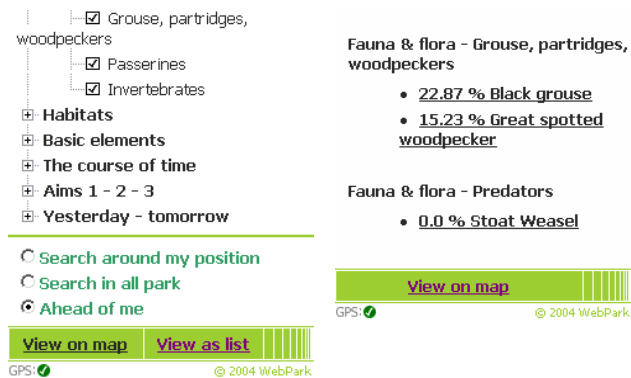 Grouse, partridges,
woodpeckers
Passerines
Invertebrates
Habitats
Basic elements
The course of time
Aims 1 - 2 - 3
Yesterday - tomorrow
Search around my position
Search in all park
Ahead of me
View on map View as list
GPS: © 2004 WebPark
Fauna & flora - Grouse, partridges,
woodpeckers
22.87 % Black grouse
15.23 % Great spotted
woodpecker
Fauna & flora - Predators
0.0 % Stoat Weasel
View on map
GPS: © 2004 WebPark